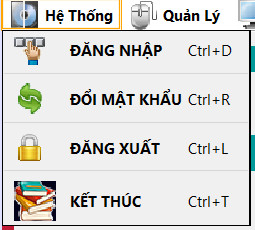 Hệ Thống Quản Lý
ĐĂNG NHẬP Ctrl+D
ĐỔI MẬT KHẨU Ctrl+R
ĐĂNG XUẤT Ctrl+L
KẾT THÚC Ctrl+T